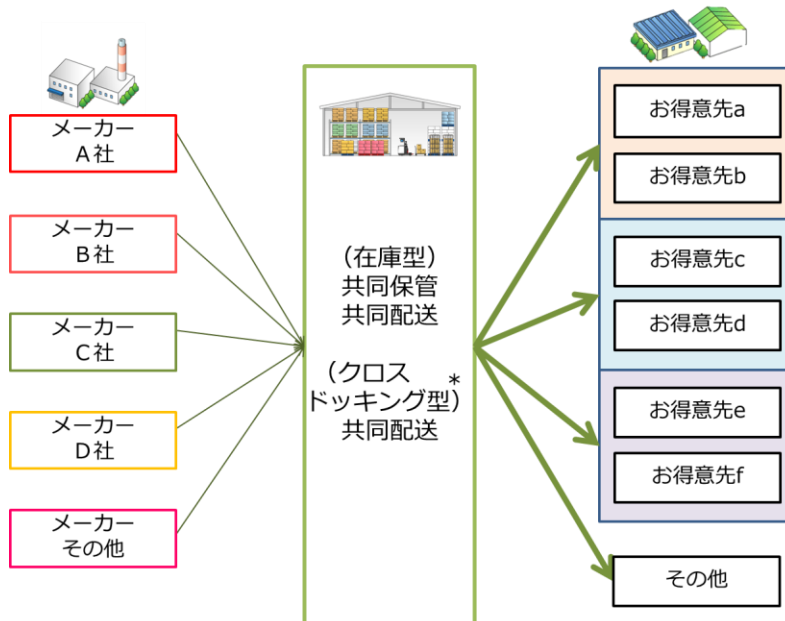 メーカー
A社
メーカー
B社
メーカー
C社
メーカー
D社
メーカー
その他
（在庫型）
共同保管
共同配送
（クロス　*
ドッキング型）
共同配送
お得意先a
お得意先b
お得意先c
お得意先d
お得意先e
お得意先f
その他